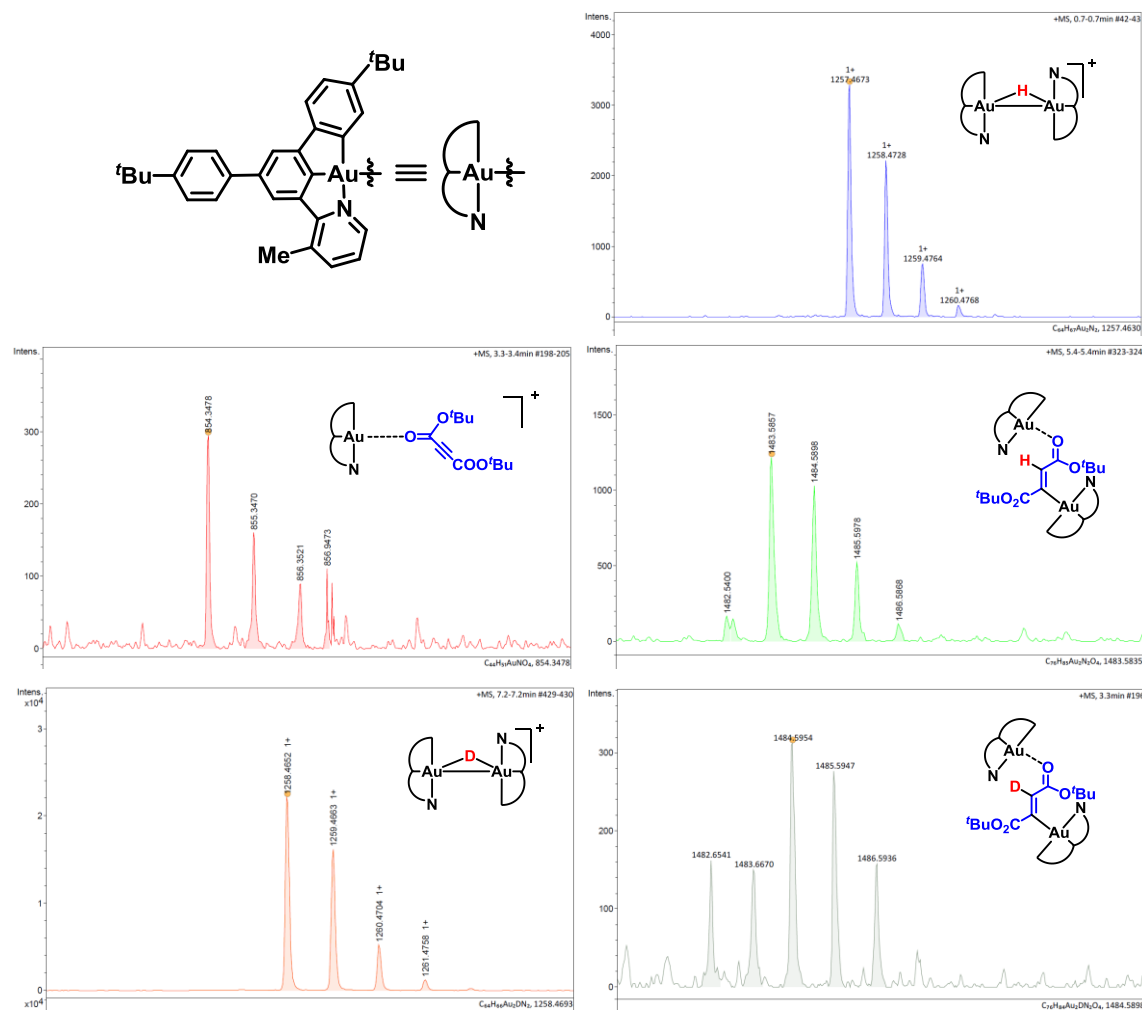 ᵗBu
ᵗBu
Au
N
Me
Au
N
Intens.
+MS, 0.7-0.7min #42-43
4000
3000
2000
1000
0
1+
1257.4673
1+
1258.4728
1+
1259.4764
1+
1260.4768
N
]+
H
Au
Au
N
C₆₄H₆₇Au₂N₂, 1257.4630
Intens.
+MS, 3.3-3.4min #198-205
300
200
100
0
854.3478
855.3470
856.3521
856.9473
+
OᵗBu
Au
O
N
COOᵗBu
C₄₄H₅₁AuNO₄, 854.3478
Intens.
+MS, 5.4-5.4min #323-324
1500
1000
500
0
1482.5400
1483.5857
1484.5898
1485.5978
1486.5868
Au
N
O
H
OᵗBu
ᵗBuO₂C
N
Au
C₇₆H₈₅Au₂N₂O₄, 1483.5835
Intens.
x10⁴
+MS, 7.2-7.2min #429-430
3
2
1
0
x10⁴
1258.4652 1+
1259.4663 1+
1260.4704 1+
1261.4758 1+
N
]+
D
Au
Au
N
C₆₄H₆₆Au₂DN₂, 1258.4693
Intens.
+MS, 3.3min #196
300
200
100
0
1482.6541
1483.6670
1484.5954
1485.5947
1486.5936
Au
N
O
D
OᵗBu
ᵗBuO₂C
N
Au
C₇₆H₈₄Au₂DN₂O₄, 1484.5898